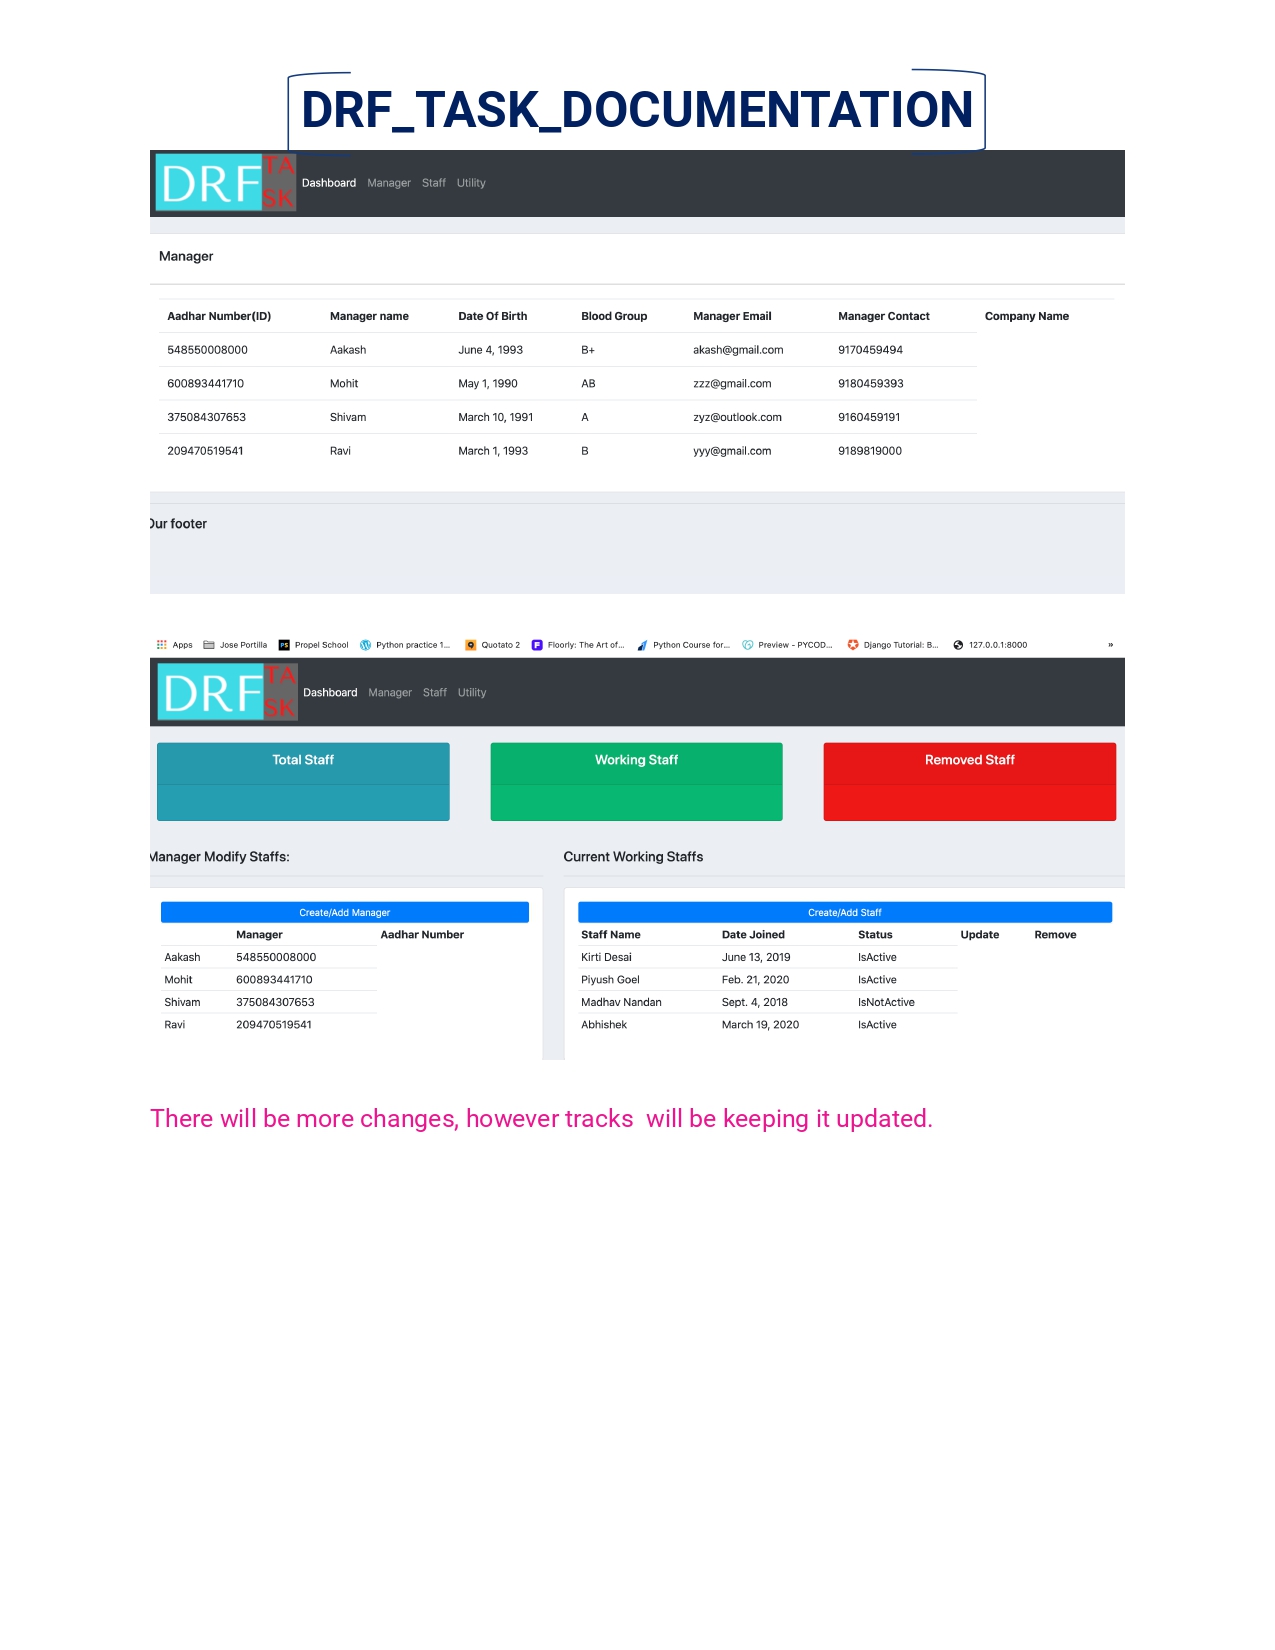 DRF_TASK_DOCUMENTATION
DRF TA SK Dashboard Manager Staff Utility
Manager
Aadhar Number(ID) Manager name Date Of Birth Blood Group Manager Email Manager Contact Company Name
548550008000 Aakash June 4, 1993 B+ akash@gmail.com 9170459494
600893441710 Mohit May 1, 1990 AB zzz@gmail.com 9180459393
375084307653 Shivam March 10, 1991 A zyz@outlook.com 9160459191
209470519541 Ravi March 1, 1993 B yyy@gmail.com 9189819000
Our footer
Apps Jose Portilla PS Propel School Python practice 1... Quotato 2 Floorly: The Art of... Python Course for... Preview - PYCOD... Django Tutorial: B... 127.0.0.1:8000 »
DRF TA SK Dashboard Manager Staff Utility
Total Staff Working Staff Removed Staff
Manager Modify Staffs: Current Working Staffs
Create/Add Manager Create/Add Staff
Manager Aadhar Number Staff Name Date Joined Status Update Remove
Aakash 548550008000 Kirti Desai June 13, 2019 IsActive
Mohit 600893441710 Piyush Goel Feb. 21, 2020 IsActive
Shivam 375084307653 Madhav Nandan Sept. 4, 2018 IsNotActive
Ravi 209470519541 Abhishek March 19, 2020 IsActive
There will be more changes, however tracks will be keeping it updated.